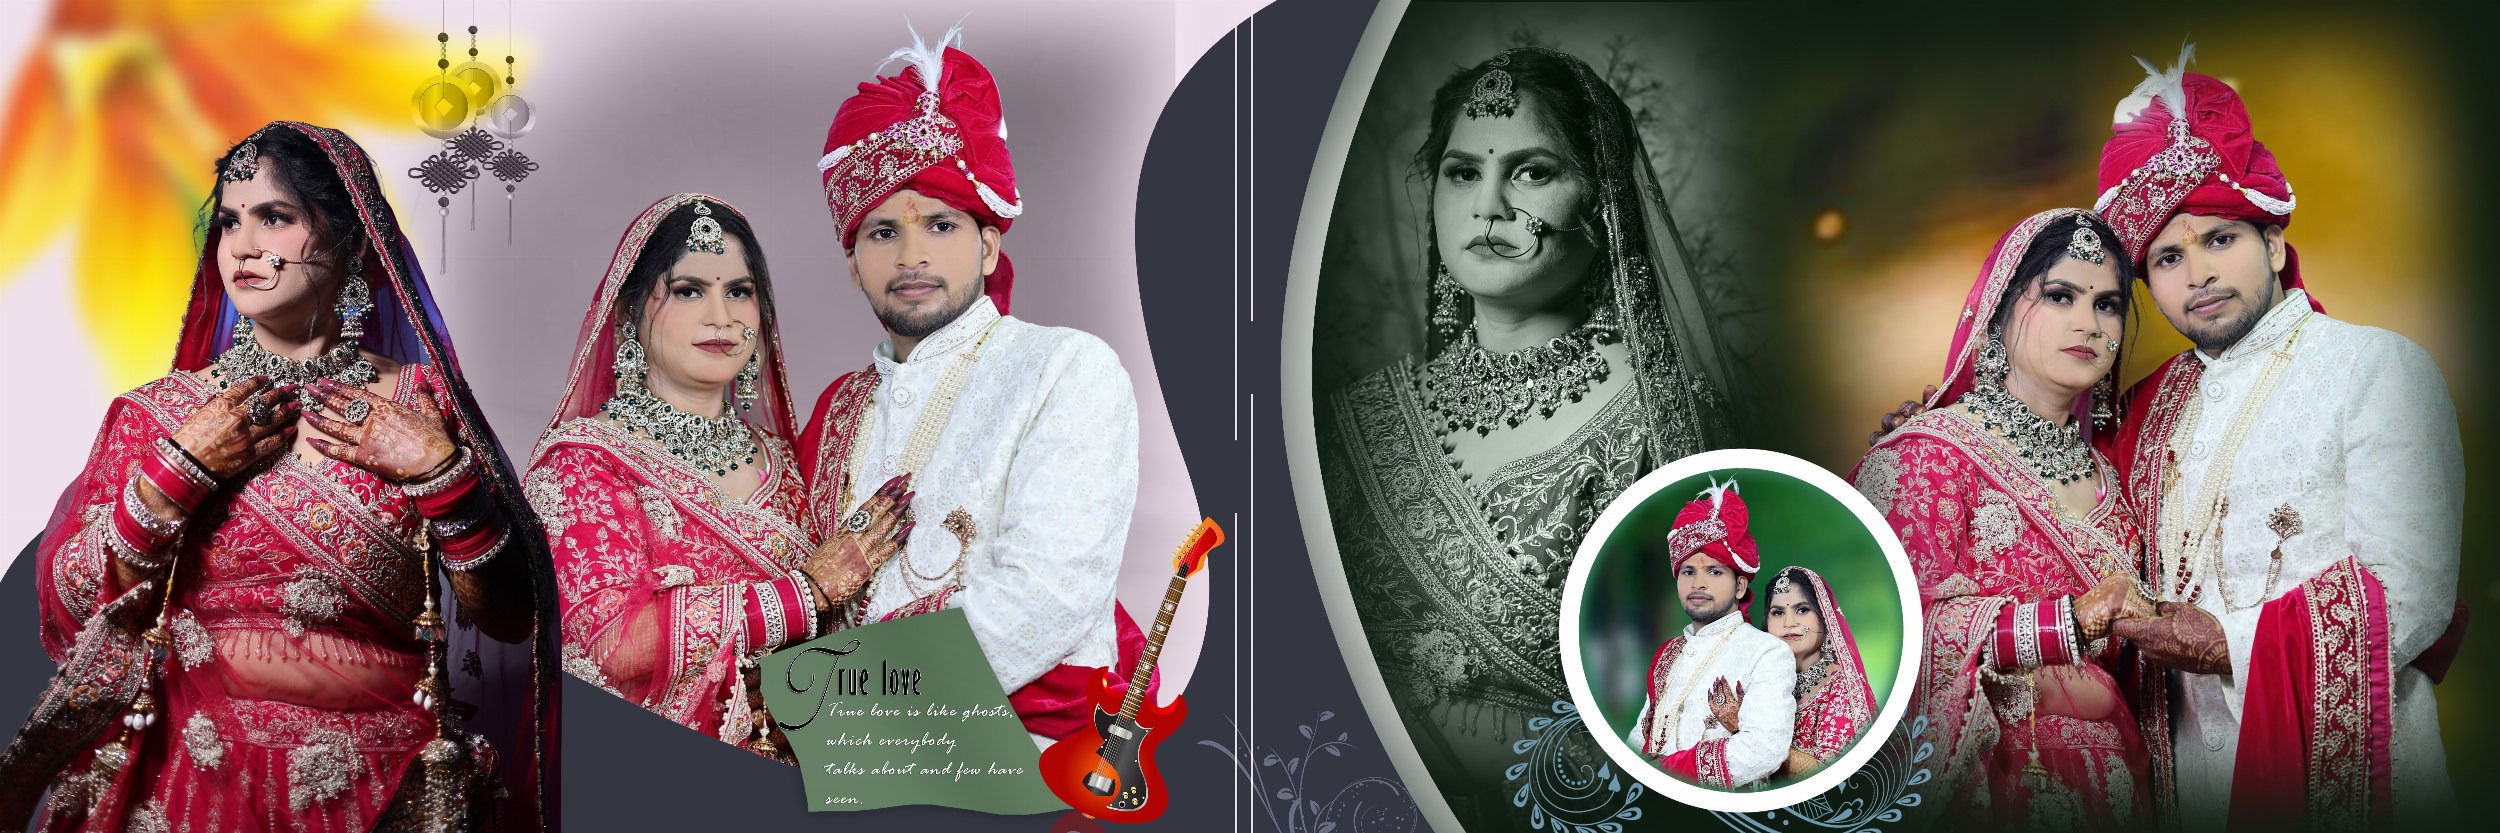 True love
True love is like ghosts,
which everybody
talks about and few have
seen.